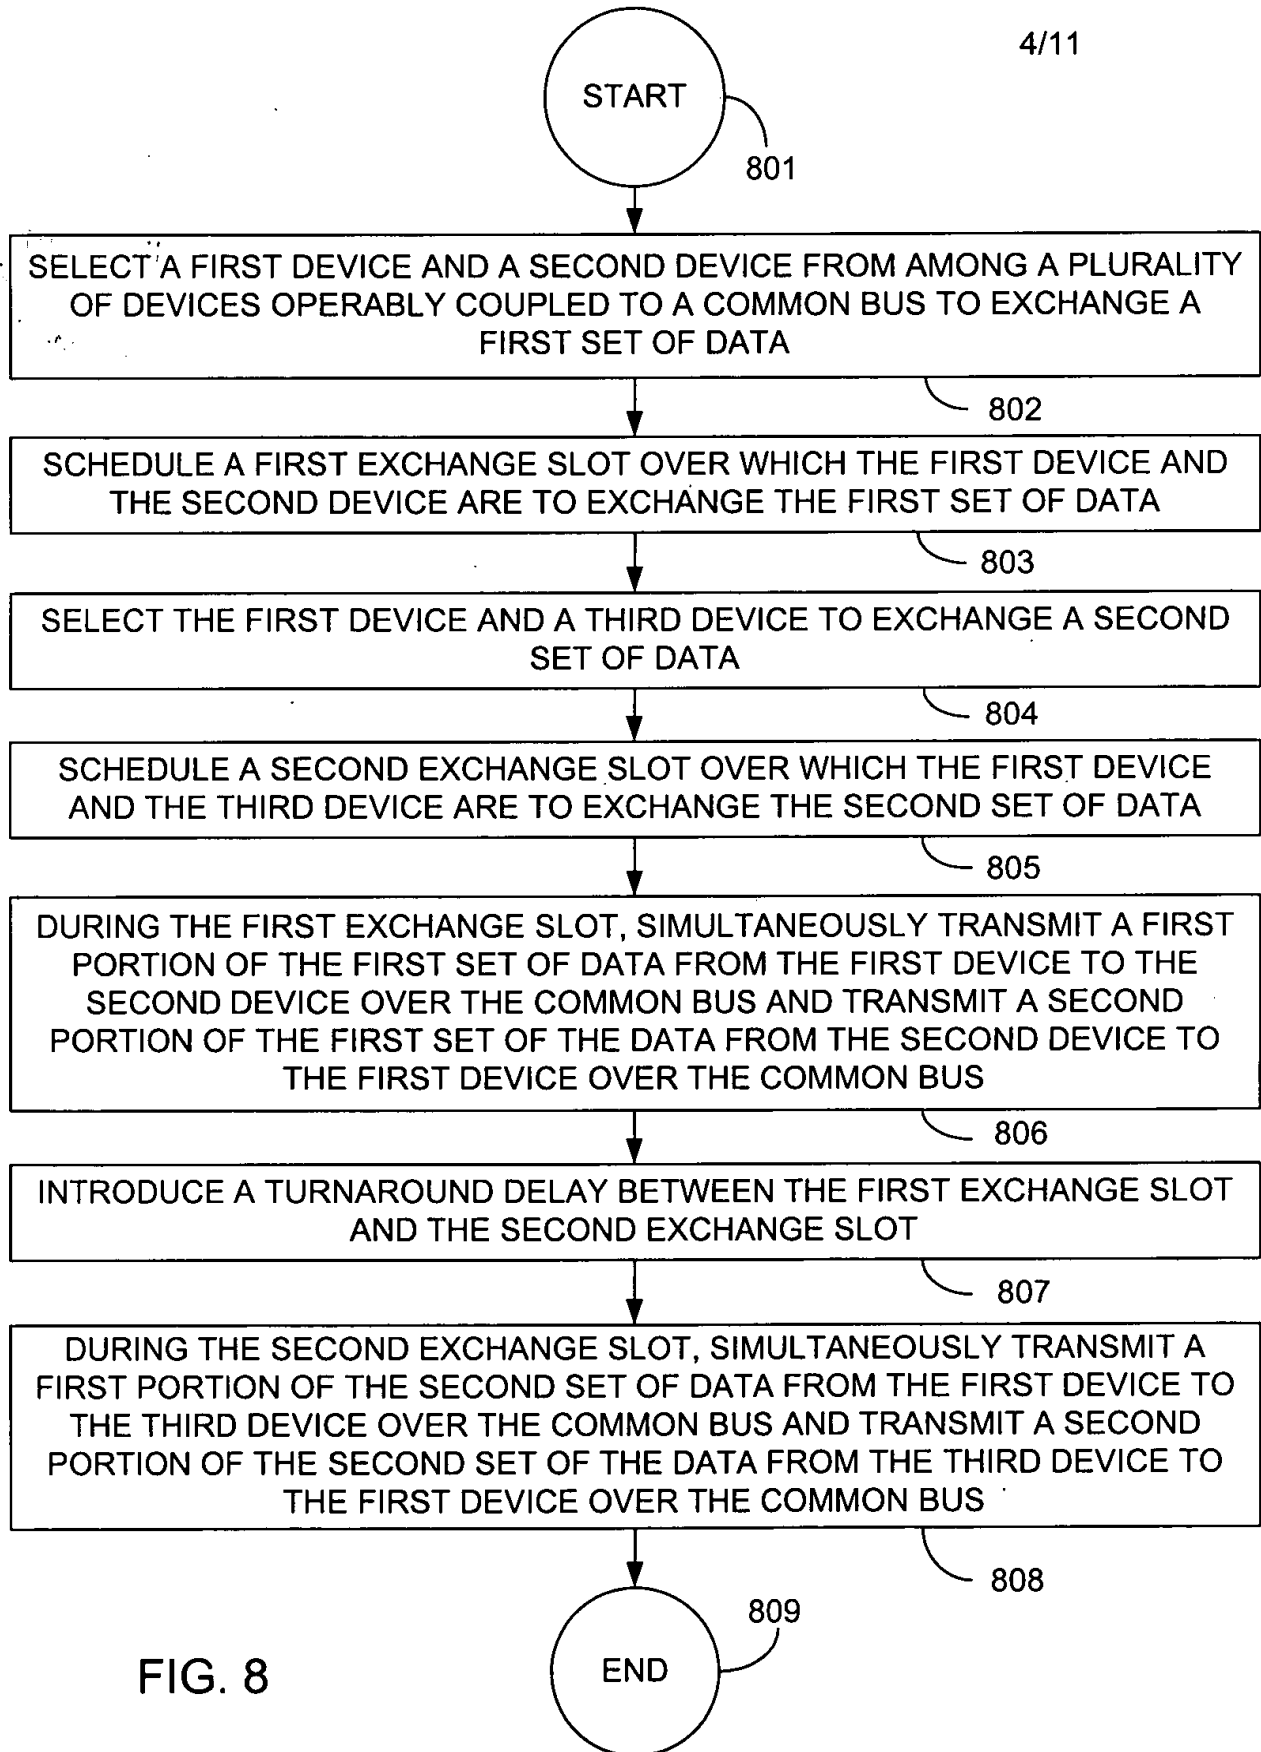 4/11
START
801
SELECT A FIRST DEVICE AND A SECOND DEVICE FROM AMONG A PLURALITY
OF DEVICES OPERABLY COUPLED TO A COMMON BUS TO EXCHANGE A
FIRST SET OF DATA
802
SCHEDULE A FIRST EXCHANGE SLOT OVER WHICH THE FIRST DEVICE AND
THE SECOND DEVICE ARE TO EXCHANGE THE FIRST SET OF DATA
803
SELECT THE FIRST DEVICE AND A THIRD DEVICE TO EXCHANGE A SECOND
SET OF DATA
804
SCHEDULE A SECOND EXCHANGE SLOT OVER WHICH THE FIRST DEVICE
AND THE THIRD DEVICE ARE TO EXCHANGE THE SECOND SET OF DATA
805
DURING THE FIRST EXCHANGE SLOT, SIMULTANEOUSLY TRANSMIT A FIRST
PORTION OF THE FIRST SET OF DATA FROM THE FIRST DEVICE TO THE
SECOND DEVICE OVER THE COMMON BUS AND TRANSMIT A SECOND
PORTION OF THE FIRST SET OF THE DATA FROM THE SECOND DEVICE TO
THE FIRST DEVICE OVER THE COMMON BUS
806
INTRODUCE A TURNAROUND DELAY BETWEEN THE FIRST EXCHANGE SLOT
AND THE SECOND EXCHANGE SLOT
807
DURING THE SECOND EXCHANGE SLOT, SIMULTANEOUSLY TRANSMIT A
FIRST PORTION OF THE SECOND SET OF DATA FROM THE FIRST DEVICE TO
THE THIRD DEVICE OVER THE COMMON BUS AND TRANSMIT A SECOND
PORTION OF THE SECOND SET OF THE DATA FROM THE THIRD DEVICE TO
THE FIRST DEVICE OVER THE COMMON BUS
808
809
END
FIG. 8